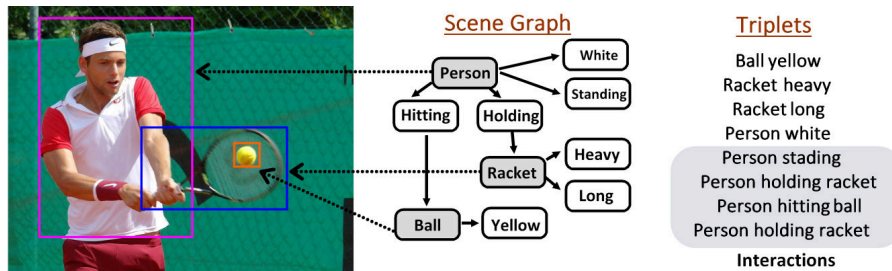 Scene Graph
Person
White
Standing
Hitting
Holding
Racket
Heavy
Long
Ball
Yellow
Triplets
Ball yellow
Racket heavy
Racket long
Person white
Person stading
Person holding racket
Person hitting ball
Person holding racket
Interactions